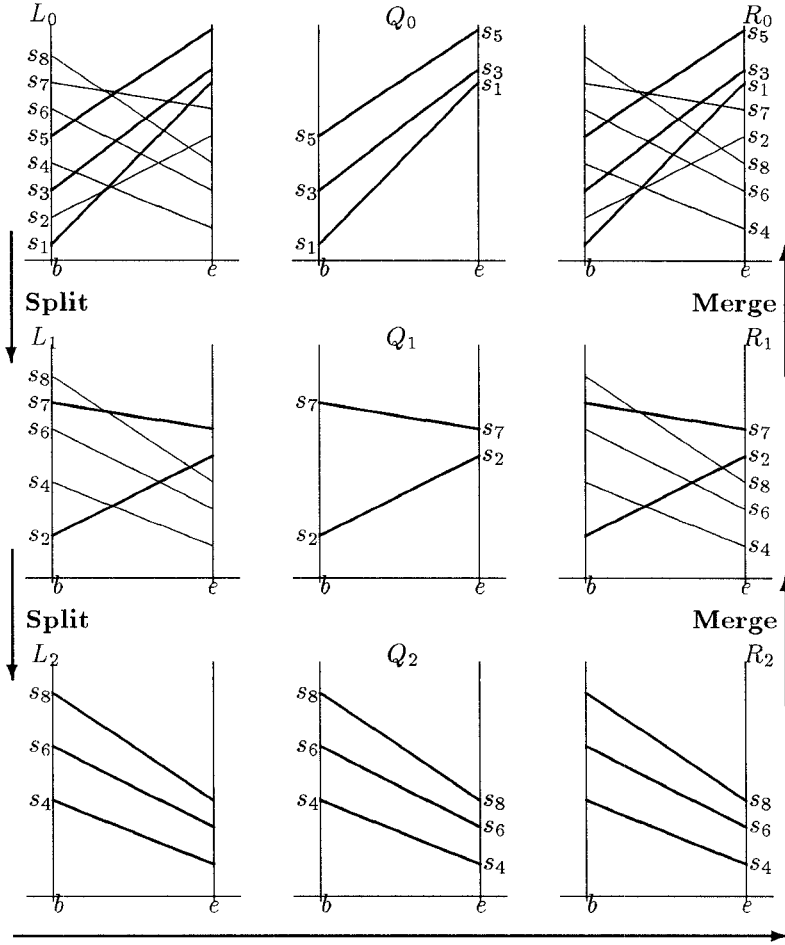 L₀ Q₀ R₀
s₈ s₅ s₅
s₇ s₃ s₃
s₆ s₁ s₁
s₅ s₅ s₇
s₄ s₂
s₃ s₃ s₈
s₂ s₆
s₁ s₁ s₄
b e b e b e
Split Merge
L₁ Q₁ R₁
s₈
s₇ s₇ s₇ s₇
s₆ s₂ s₂
s₄ s₈
s₆
s₂ s₂ s₄
b e b e b e
Split Merge
L₂ Q₂ R₂
s₈ s₈
s₆ s₆
s₄ s₄ s₈ s₈
s₆ s₆
s₄ s₄
b e b e b e